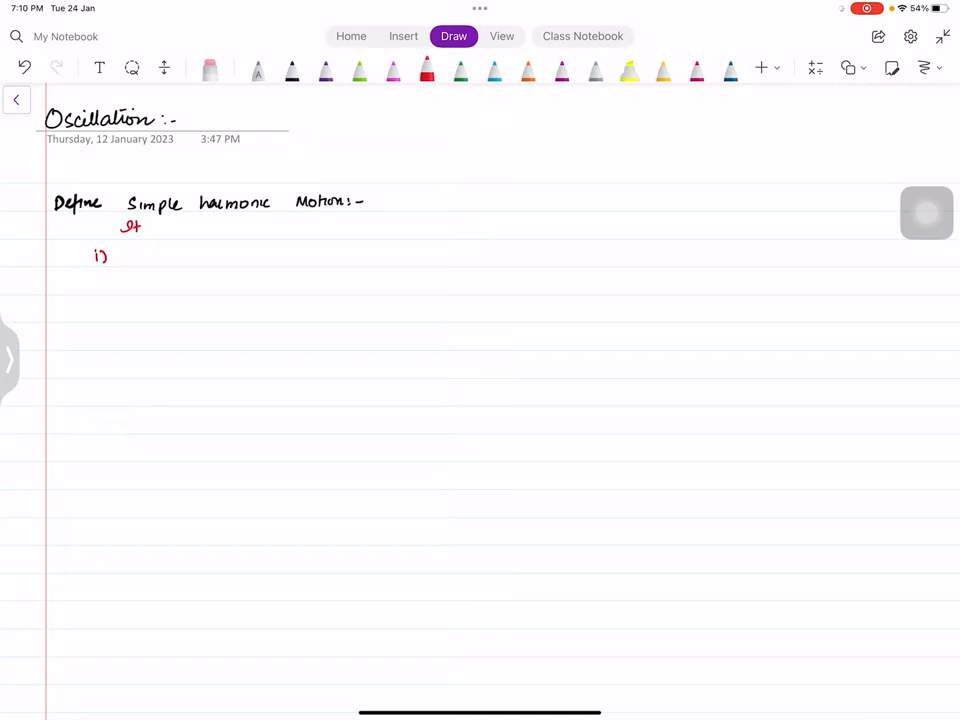 7:10 PM Tue 24 Jan
54%
My Notebook
Home Insert Draw View Class Notebook
T
A
Oscillation :-
Thursday, 12 January 2023 3:47 PM
Define Simple harmonic Motion :-
It
i)